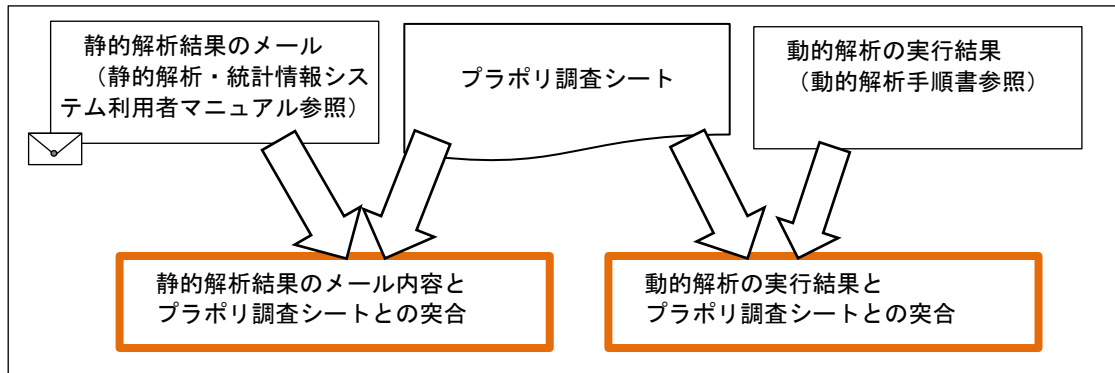 静的解析結果のメール
（静的解析・統計情報シス
テム利用者マニュアル参照）
プラポリ調査シート
動的解析の実行結果
（動的解析手順書参照）
静的解析結果のメール内容と
プラポリ調査シートとの突合
動的解析の実行結果と
プラポリ調査シートとの突合